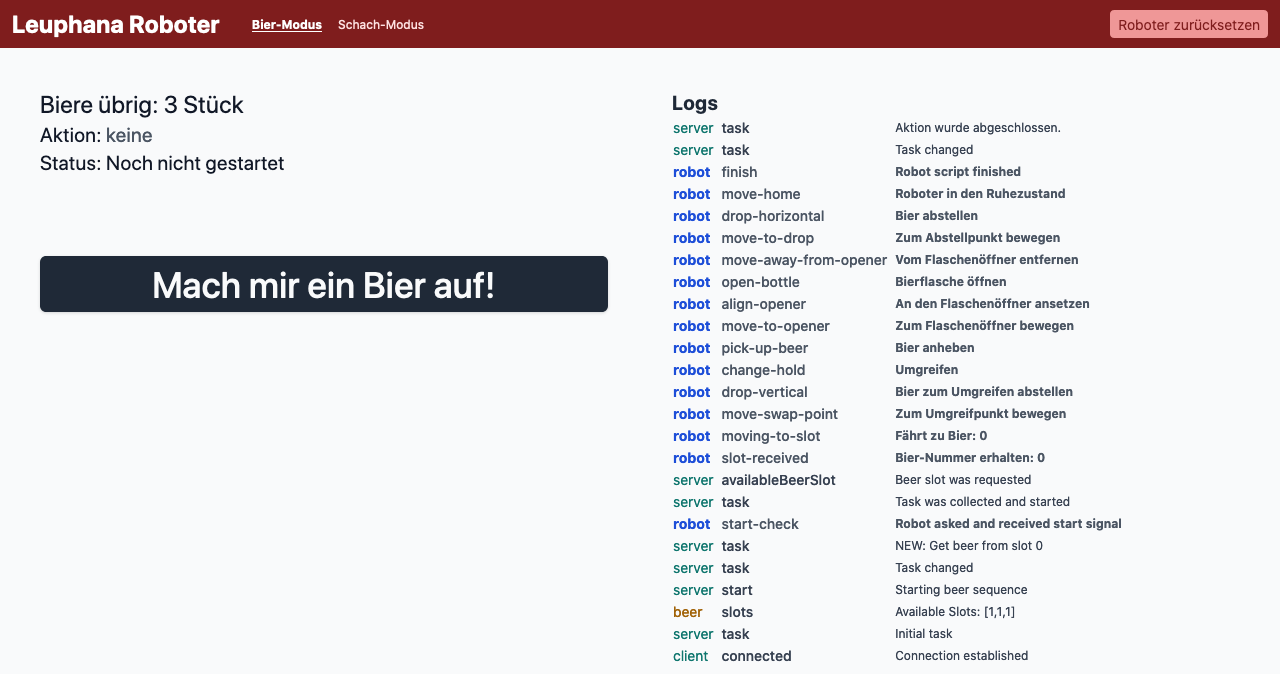 Leuphana Roboter Bier-Modus Schach-Modus Roboter zurücksetzen
Biere übrig: 3 Stück
Aktion: keine
Status: Noch nicht gestartet
Mach mir ein Bier auf!
Logs
server task Aktion wurde abgeschlossen.
server task Task changed
robot finish Robot script finished
robot move-home Roboter in den Ruhezustand
robot drop-horizontal Bier abstellen
robot move-to-drop Zum Abstellpunkt bewegen
robot move-away-from-opener Vom Flaschenöffner entfernen
robot open-bottle Bierflasche öffnen
robot align-opener An den Flaschenöffner ansetzen
robot move-to-opener Zum Flaschenöffner bewegen
robot pick-up-beer Bier anheben
robot change-hold Umgreifen
robot drop-vertical Bier zum Umgreifen abstellen
robot move-swap-point Zum Umgreifpunkt bewegen
robot moving-to-slot Fährt zu Bier: 0
robot slot-received Bier-Nummer erhalten: 0
server availableBeerSlot Beer slot was requested
server task Task was collected and started
robot start-check Robot asked and received start signal
server task NEW: Get beer from slot 0
server task Task changed
server start Starting beer sequence
beer slots Available Slots: [1,1,1]
server task Initial task
client connected Connection established